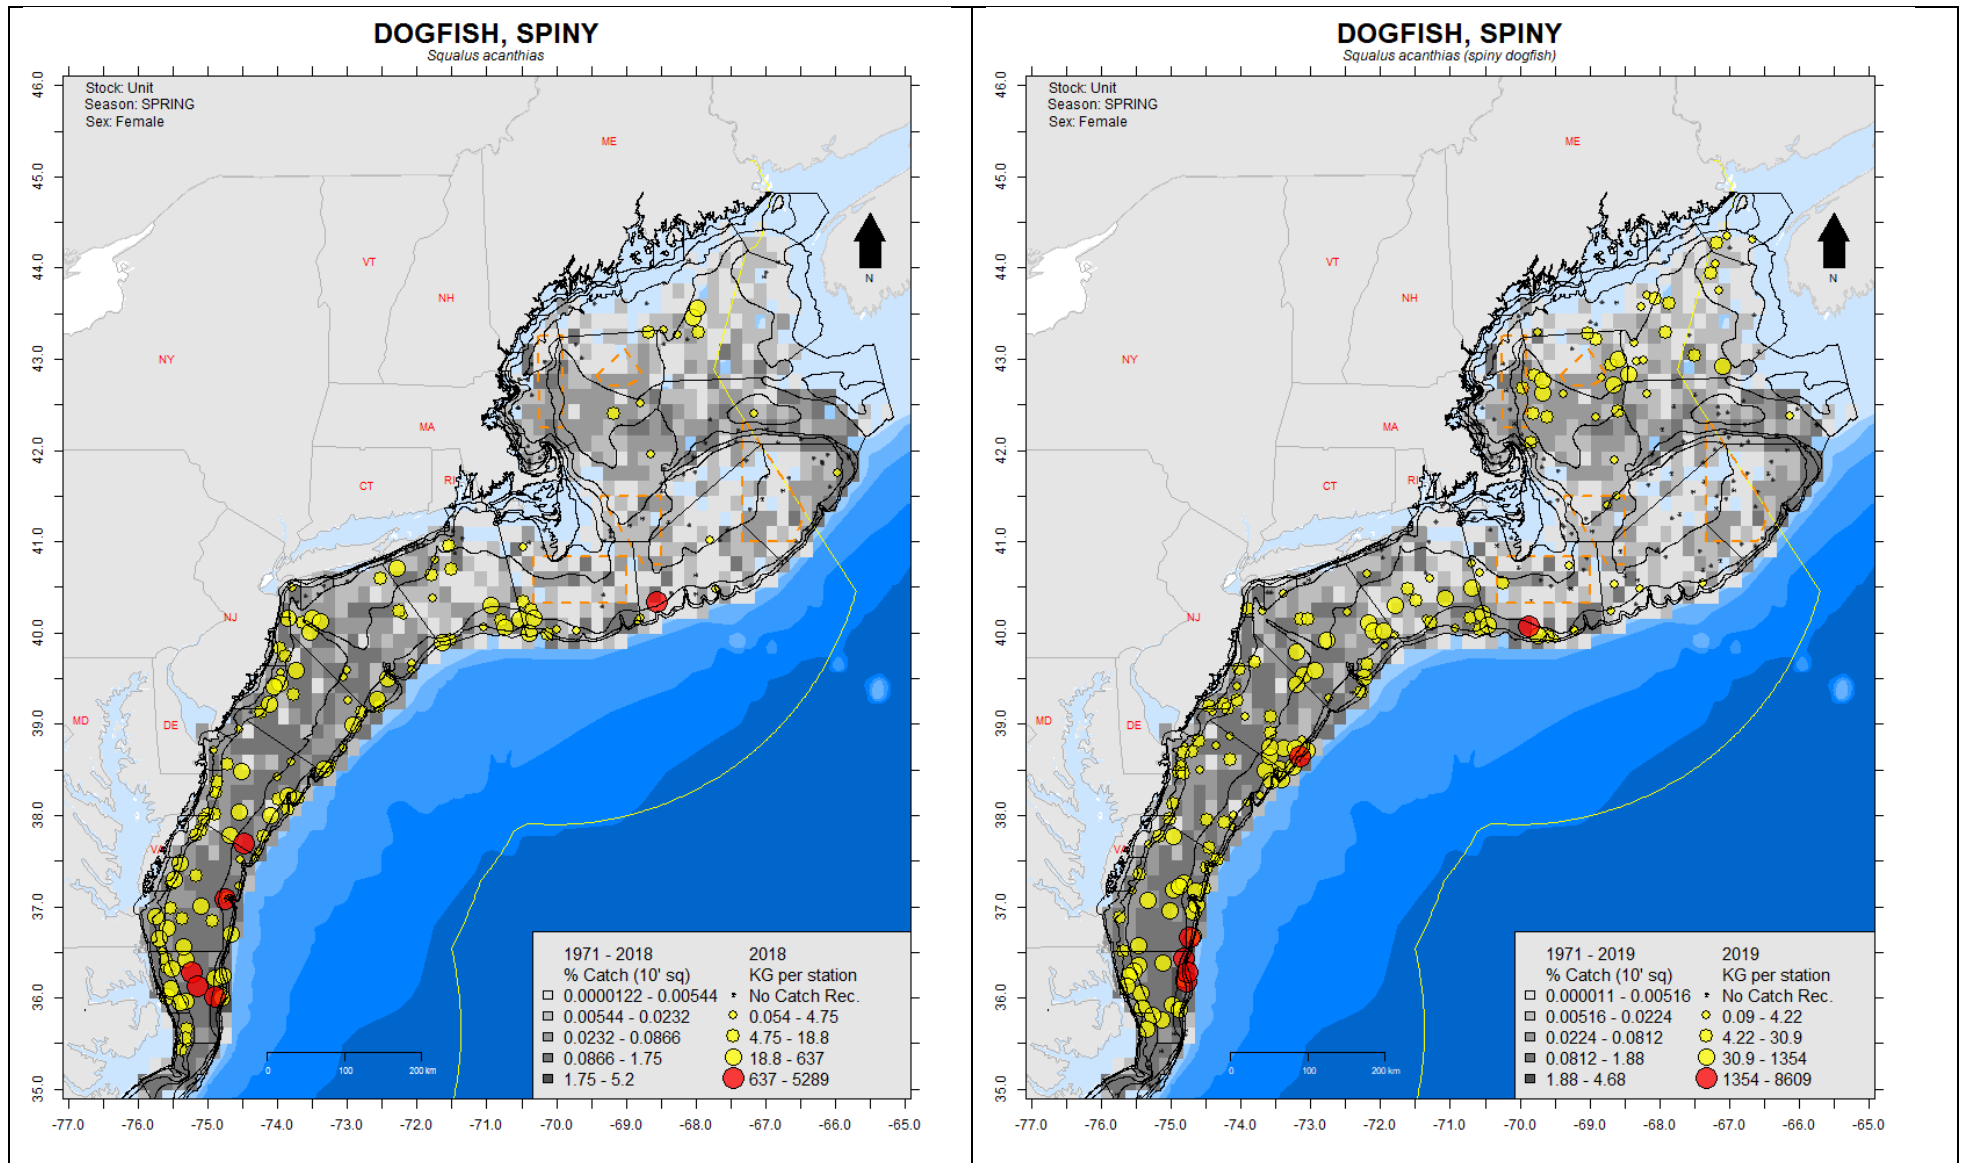 DOGFISH, SPINY
Squalus acanthias
Stock: Unit
Season: SPRING
Sex: Female
46.0
45.0
44.0
43.0
42.0
41.0
40.0
39.0
38.0
37.0
36.0
35.0
ME
VT
NH
NY
MA
CT
RI
NJ
MD
DE
VA
N
0 100 200 km
1971 - 2018 2018
% Catch (10' sq) KG per station
0.0000122 - 0.00544 No Catch Rec.
0.00544 - 0.0232 0.054 - 4.75
0.0232 - 0.0866 4.75 - 18.8
0.0866 - 1.75 18.8 - 637
1.75 - 5.2 637 - 5289
-77.0 -76.0 -75.0 -74.0 -73.0 -72.0 -71.0 -70.0 -69.0 -68.0 -67.0 -66.0 -65.0
DOGFISH, SPINY
Squalus acanthias (spiny dogfish)
Stock: Unit
Season: SPRING
Sex: Female
46.0
45.0
44.0
43.0
42.0
41.0
40.0
39.0
38.0
37.0
36.0
35.0
ME
VT
NH
NY
MA
CT
RI
NJ
MD
DE
VA
N
0 100 200 km
1971 - 2019 2019
% Catch (10' sq) KG per station
0.000011 - 0.00516 No Catch Rec.
0.00516 - 0.0224 0.09 - 4.22
0.0224 - 0.0812 4.22 - 30.9
0.0812 - 1.88 30.9 - 1354
1.88 - 4.68 1354 - 8609
-77.0 -76.0 -75.0 -74.0 -73.0 -72.0 -71.0 -70.0 -69.0 -68.0 -67.0 -66.0 -65.0